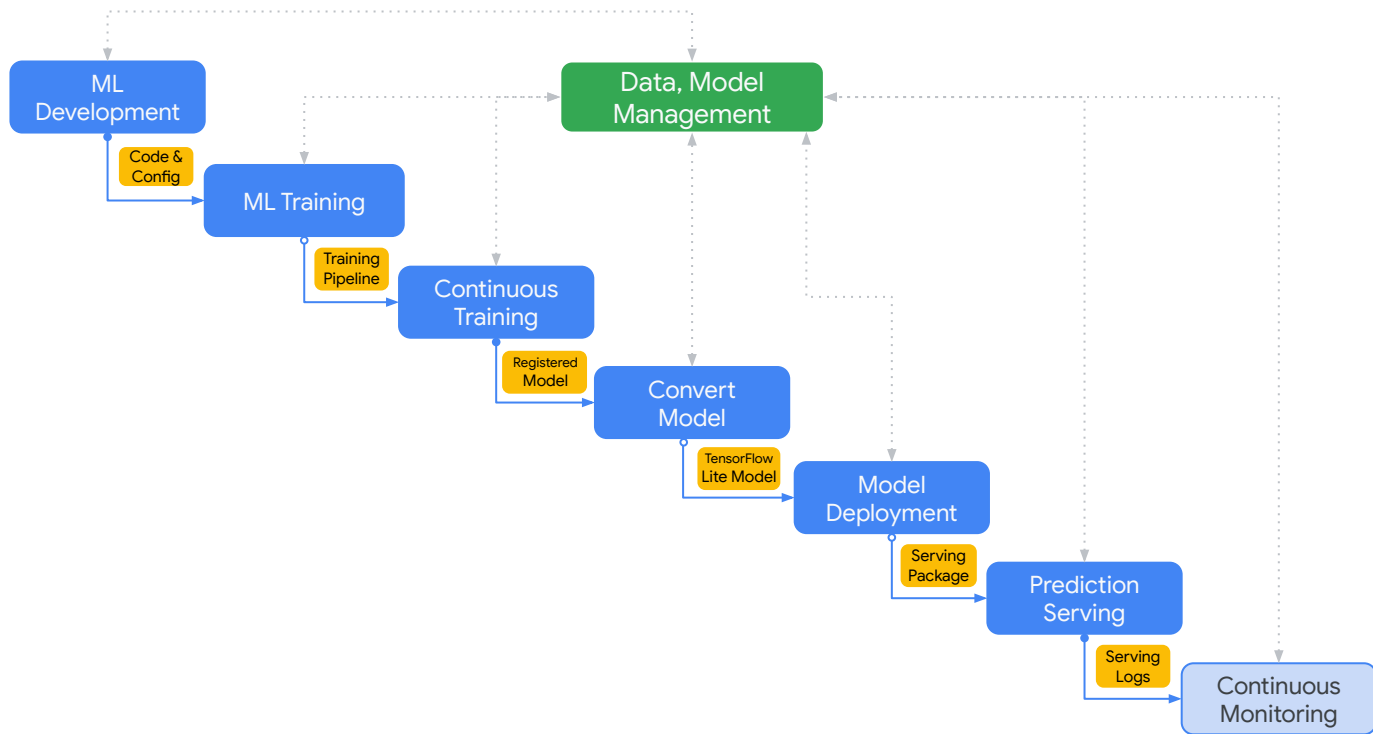 ML
Development
Data, Model
Management
Code &
Config
ML Training
Training
Pipeline
Continuous
Training
Registered
Model
Convert
Model
TensorFlow
Lite Model
Model
Deployment
Serving
Package
Prediction
Serving
Serving
Logs
Continuous
Monitoring